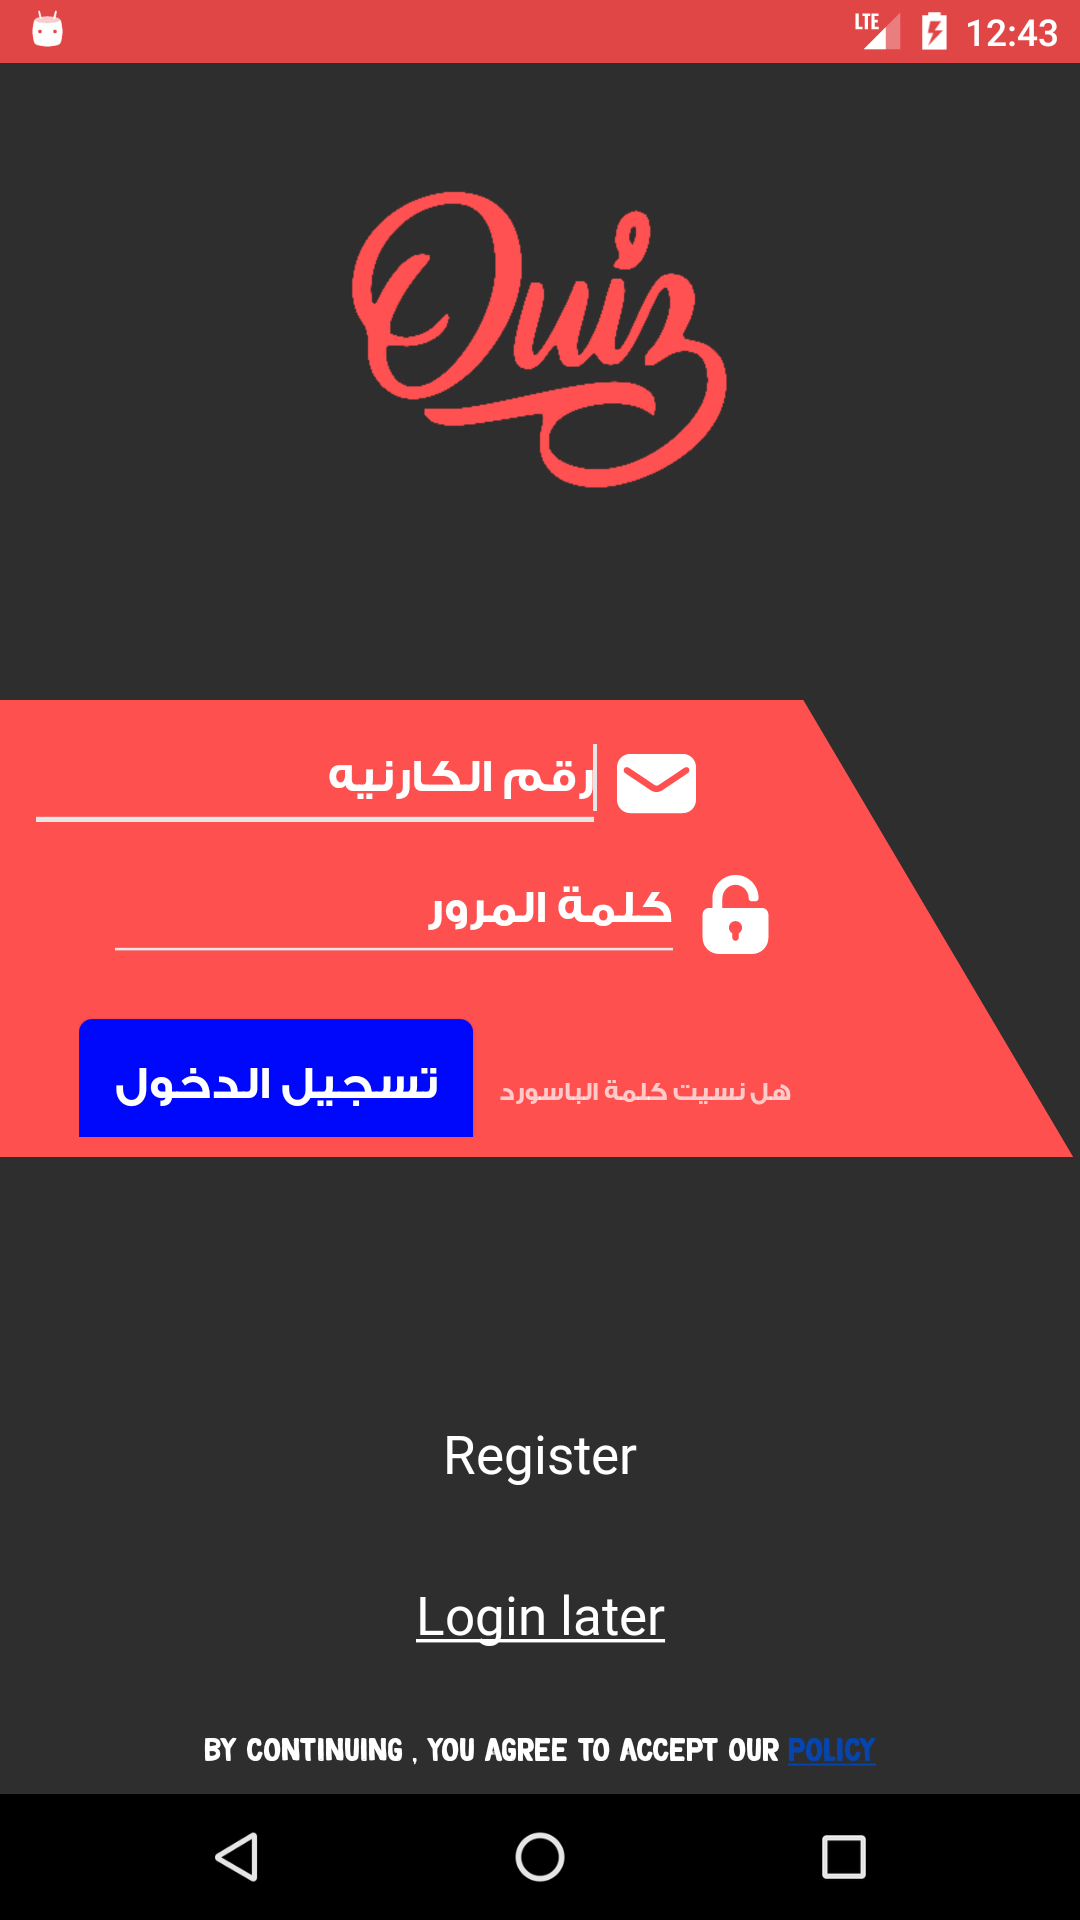 LTE 12:43
Quiz
رقم الكارنيه
كلمة المرور
تسجيل الدخول
هل نسيت كلمة الباسورد
Register
Login later
BY CONTINUING , YOU AGREE TO ACCEPT OUR POLICY